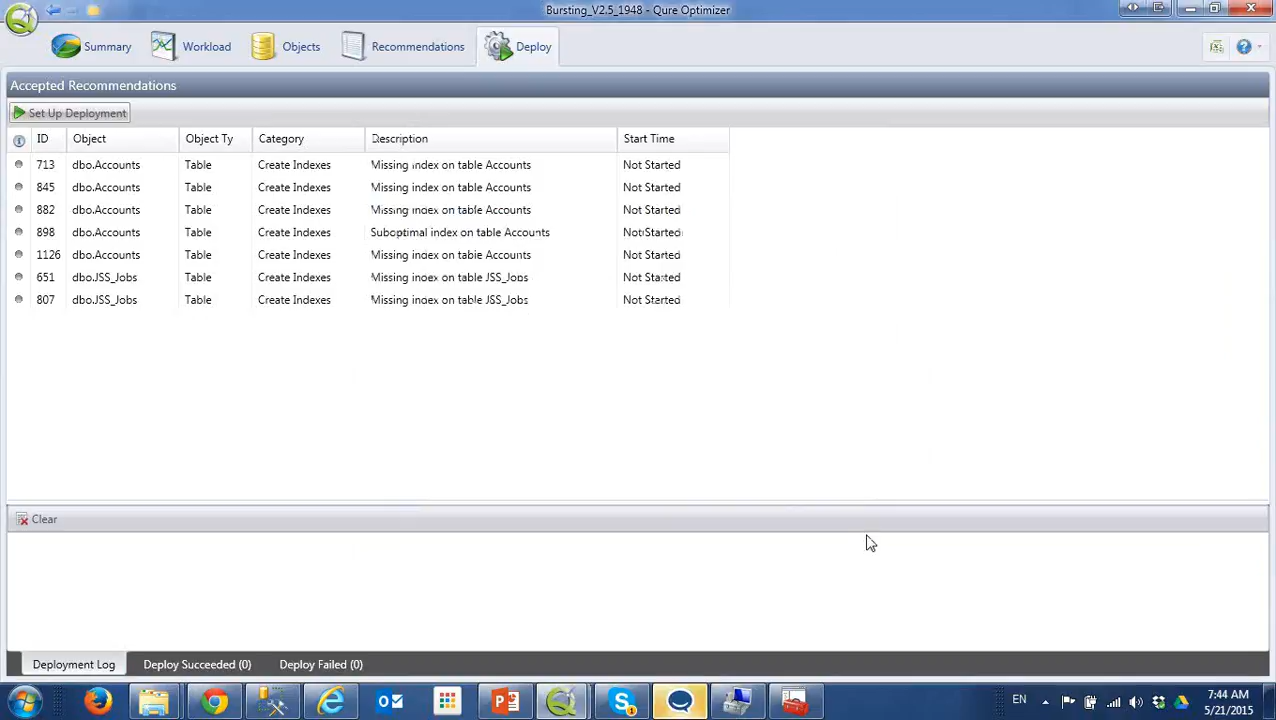 Bursting_V2.5_1948 - Qure Optimizer
Summary Workload Objects Recommendations Deploy
Accepted Recommendations
Set Up Deployment
ID Object Object Ty Category Description Start Time
713 dbo.Accounts Table Create Indexes Missing index on table Accounts Not Started
845 dbo.Accounts Table Create Indexes Missing index on table Accounts Not Started
882 dbo.Accounts Table Create Indexes Missing index on table Accounts Not Started
898 dbo.Accounts Table Create Indexes Suboptimal index on table Accounts Not Started
1126 dbo.Accounts Table Create Indexes Missing index on table Accounts Not Started
651 dbo.JSS_Jobs Table Create Indexes Missing index on table JSS_Jobs Not Started
807 dbo.JSS_Jobs Table Create Indexes Missing index on table JSS_Jobs Not Started
Clear
Deployment Log Deploy Succeeded (0) Deploy Failed (0)
EN 7:44 AM
5/21/2015